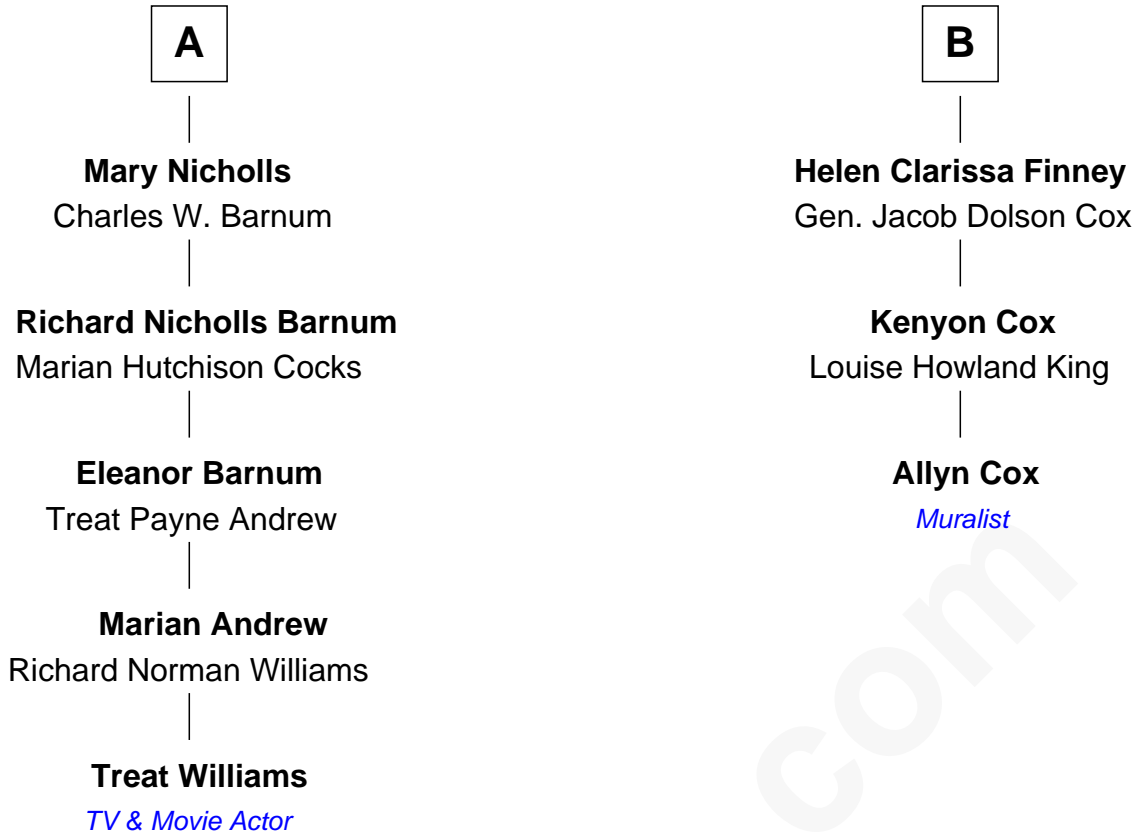 A
Mary Nicholls
Charles W. Barnum
Richard Nicholls Barnum
Marian Hutchison Cocks
Eleanor Barnum
Treat Payne Andrew
Marian Andrew
Richard Norman Williams
Treat Williams
TV & Movie Actor
B
Helen Clarissa Finney
Gen. Jacob Dolson Cox
Kenyon Cox
Louise Howland King
Allyn Cox
Muralist
com